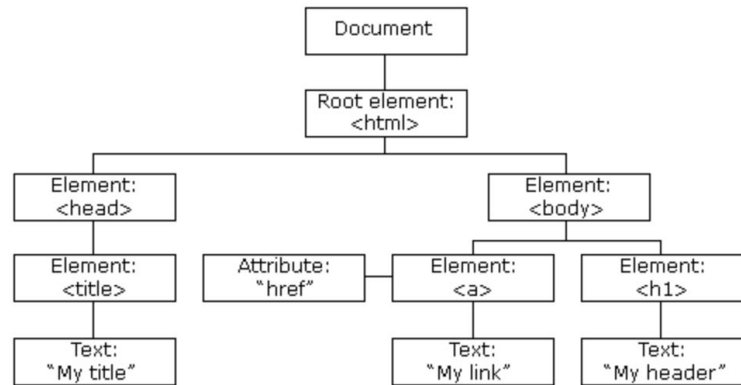 Document
Root element:
<html>
Element:
<head>
Element:
<body>
Element:
<title>
Attribute:
“href”
Element:
<a>
Element:
<h1>
Text:
“My title”
Text:
“My link”
Text:
“My header”